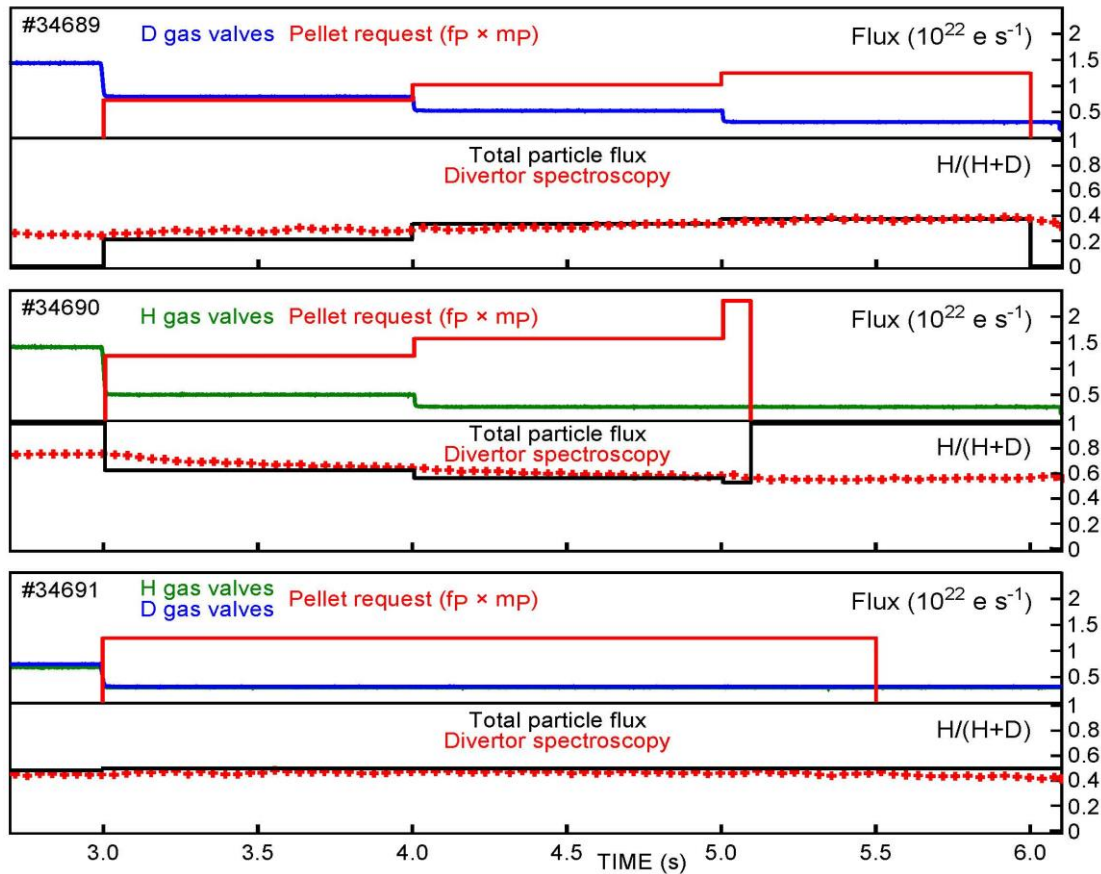 #34689 D gas valves Pellet request (fP × mP) Flux (10²² e s⁻¹)
2
1.5
1
0.5
1
Total particle flux
Divertor spectroscopy
H/(H+D)
0.8
0.6
0.4
0.2
0
#34690 H gas valves Pellet request (fP × mP) Flux (10²² e s⁻¹)
2
1.5
1
0.5
1
Total particle flux
Divertor spectroscopy
H/(H+D)
0.8
0.6
0.4
0.2
0
#34691 H gas valves
D gas valves
Pellet request (fP × mP) Flux (10²² e s⁻¹)
2
1.5
1
0.5
1
Total particle flux
Divertor spectroscopy
H/(H+D)
0.8
0.6
0.4
0.2
0
3.0 3.5 4.0 4.5 5.0 5.5 6.0
TIME (s)